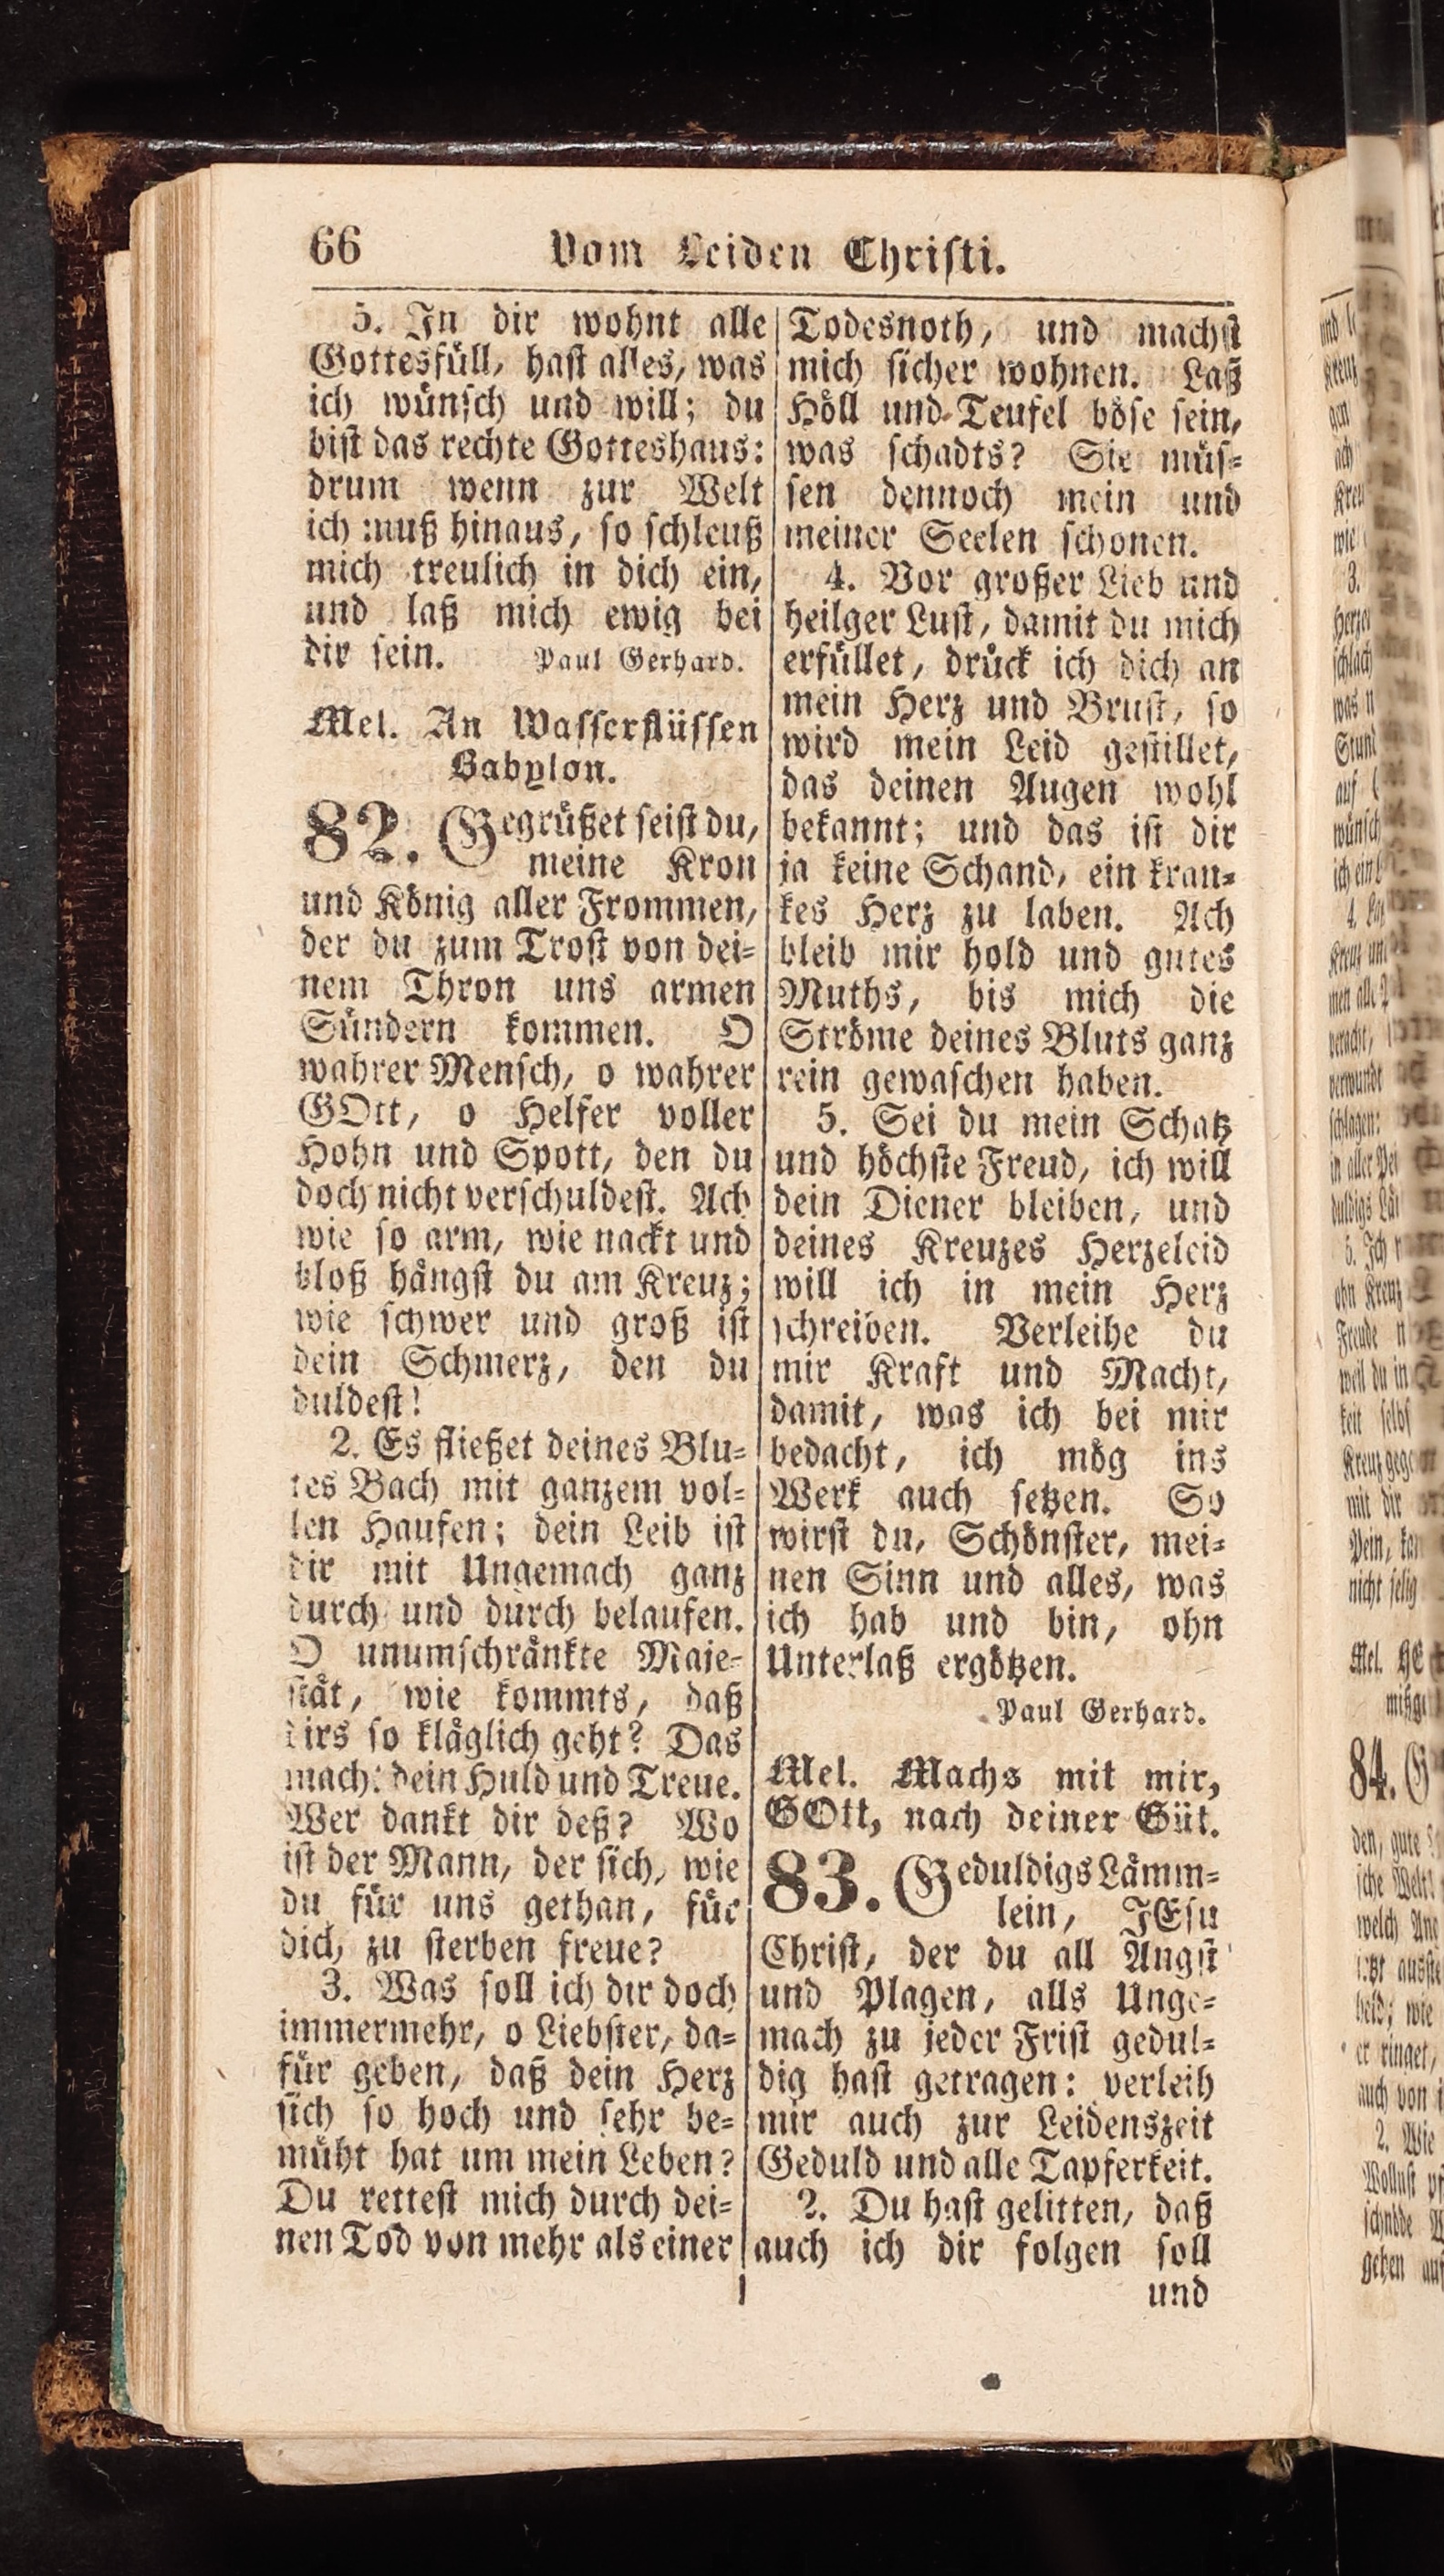 66 Vom Leiden Christi.
5. In dir wohnt alle
Gottesfüll, hast alles, was
ich wünsch und will; du
bist das rechte Gotteshaus:
drum wenn zur Welt
ich muß hinaus, so schleuß
mich treulich in dich ein,
und laß mich ewig bei
dir sein. Paul Gerhard.
Mel. An Wasserflüssen
Babylon.
82. Gegrüßet seist du,
meine Kron
und König aller Frommen,
der du zum Trost von dei-
nem Thron uns armen
Sündern kommen. O
wahrer Mensch, o wahrer
GOtt, o Helfer voller
Hohn und Spott, den du
doch nicht verschuldest. Ach
wie so arm, wie nackt und
bloß hängst du am Kreuz;
wie schwer und groß ist
dein Schmerz, den du
duldest!
2. Es fließet deines Blu-
tes Bach mit ganzem vol-
len Haufen; dein Leib ist
dir mit Ungemach ganz
durch und durch belaufen.
O unumschränkte Maje-
stät, wie kommts, daß
dirs so kläglich geht? Das
macht dein Huld und Treue.
Wer dankt dir deß? Wo
ist der Mann, der sich, wie
du für uns gethan, für
dich zu sterben freue?
3. Was soll ich dir doch
immermehr, o Liebster, da-
für geben, daß dein Herz
sich so hoch und sehr be-
müht hat um mein Leben?
Du rettest mich durch dei-
nen Tod von mehr als einer
Todesnoth, und machst
mich sicher wohnen. Laß
Höll und Teufel böse sein,
was schadts? Sie müs-
sen dennoch mein und
meiner Seelen schonen.
4. Vor großer Lieb und
heilger Lust, damit du mich
erfüllet, drück ich dich an
mein Herz und Brust, so
wird mein Leid gestillet,
das deinen Augen wohl
bekannt; und das ist dir
ja keine Schand, ein kran-
kes Herz zu laben. Ach
bleib mir hold und gutes
Muths, bis mich die
Ströme deines Bluts ganz
rein gewaschen haben.
5. Sei du mein Schatz
und höchste Freud, ich will
dein Diener bleiben, und
deines Kreuzes Herzeleid
will ich in mein Herz
schreiben. Verleihe du
mir Kraft und Macht,
damit, was ich bei mir
bedacht, ich mög ins
Werk auch setzen. So
wirst du, Schönster, mei-
nen Sinn und alles, was
ich hab und bin, ohn
Unterlaß ergötzen.
Paul Gerhard.
Mel. Machs mit mir,
GOtt, nach deiner Güt.
83. Geduldigs Lämm-
lein, JEsu
Christ, der du all Angst
und Plagen, alls Unge-
mach zu jeder Frist gedul-
dig hast getragen: verleih
mir auch zur Leidenszeit
Geduld und alle Tapferkeit.
2. Du hast gelitten, daß
auch ich dir folgen soll
und